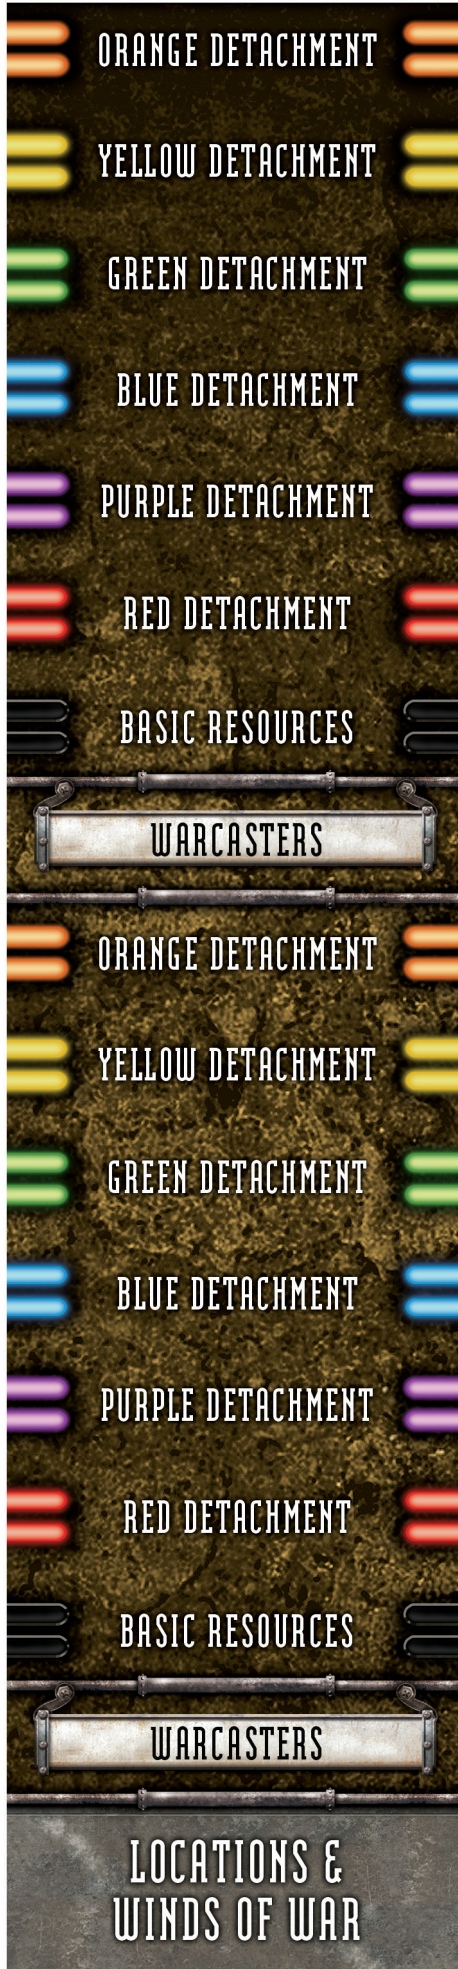 ORANGE DETACHMENT
YELLOW DETACHMENT
GREEN DETACHMENT
BLUE DETACHMENT
PURPLE DETACHMENT
RED DETACHMENT
BASIC RESOURCES
WARCASTERS
ORANGE DETACHMENT
YELLOW DETACHMENT
GREEN DETACHMENT
BLUE DETACHMENT
PURPLE DETACHMENT
RED DETACHMENT
BASIC RESOURCES
WARCASTERS
LOCATIONS &
WINDS OF WAR